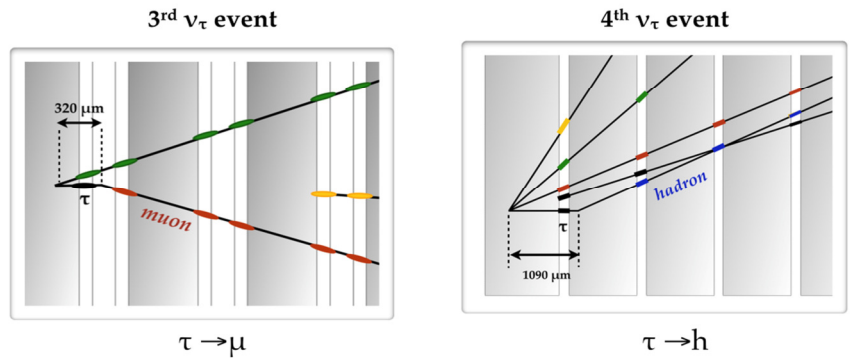 3rd ντ event
320 μm
τ
muon
τ →μ
4th ντ event
hadron
τ
1090 μm
τ →h